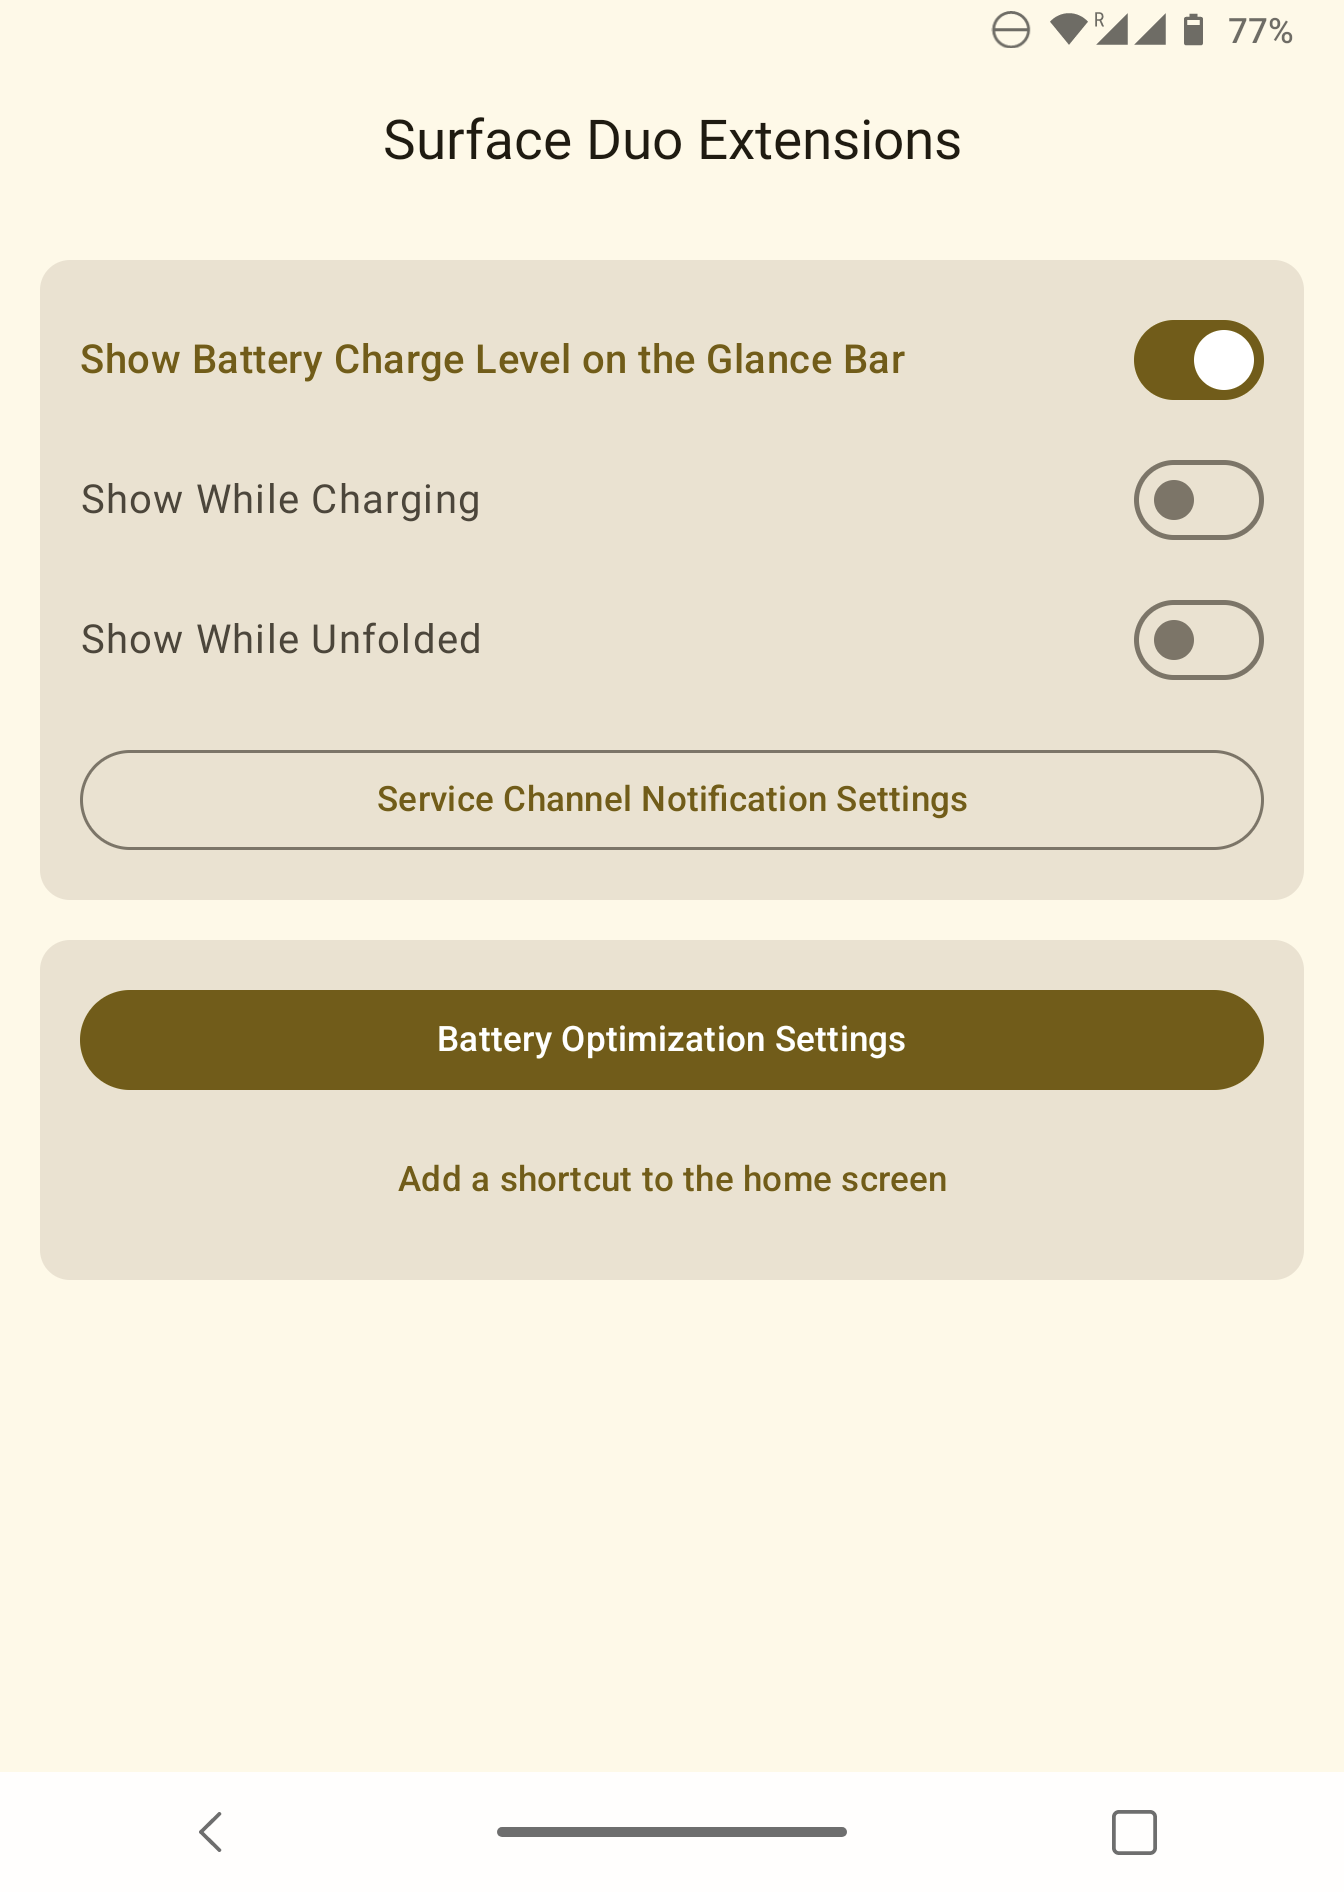 R 77%
Surface Duo Extensions
Show Battery Charge Level on the Glance Bar
Show While Charging
Show While Unfolded
Service Channel Notification Settings
Battery Optimization Settings
Add a shortcut to the home screen